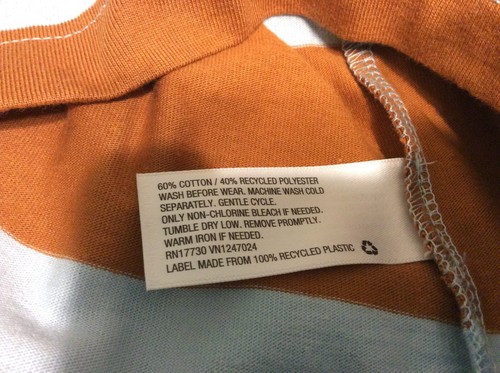 60% COTTON / 40% RECYCLED POLYESTER
WASH BEFORE WEAR. MACHINE WASH COLD
SEPARATELY. GENTLE CYCLE.
ONLY NON-CHLORINE BLEACH IF NEEDED.
TUMBLE DRY LOW. REMOVE PROMPTLY.
WARM IRON IF NEEDED.
RN17730 VN1247024
LABEL MADE FROM 100% RECYCLED PLASTIC